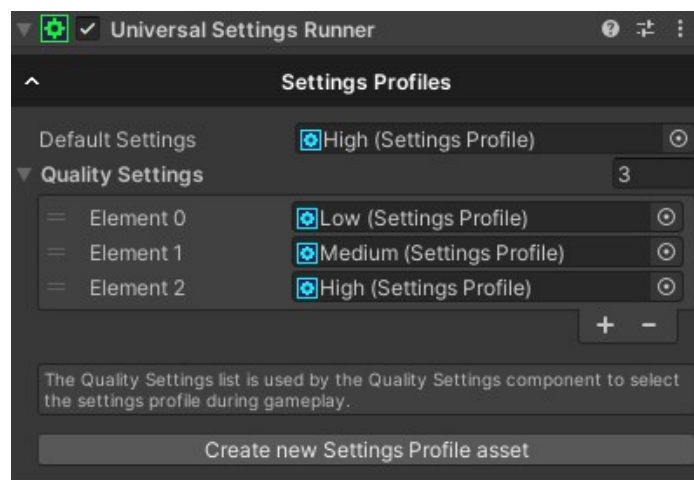 Universal Settings Runner
Settings Profiles
Default Settings High (Settings Profile)
Quality Settings 3
Element 0 Low (Settings Profile)
Element 1 Medium (Settings Profile)
Element 2 High (Settings Profile)
+ -
The Quality Settings list is used by the Quality Settings component to select
the settings profile during gameplay.
Create new Settings Profile asset